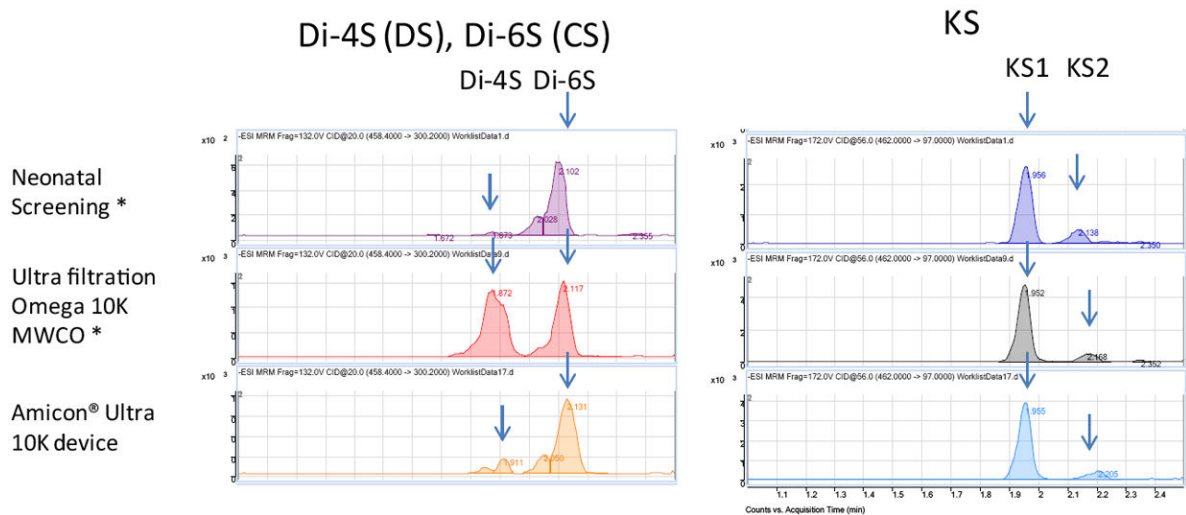 Di-4S (DS), Di-6S (CS)
KS
Di-4S Di-6S
KS1 KS2
Neonatal
Screening *
x10 2
-ESI MRM Frag=132.0V CID@20.0 (458.4000 -> 300.2000) WorklistData1.d
2.102
2.028
1.873
1.672
2.355
x10 3
-ESI MRM Frag=172.0V CID@56.0 (462.0000 -> 97.0000) WorklistData1.d
1.956
2.138
2.350
Ultra filtration
Omega 10K
MWCO *
x10 3
-ESI MRM Frag=132.0V CID@20.0 (458.4000 -> 300.2000) WorklistData9.d
1.872
2.117
x10 3
-ESI MRM Frag=172.0V CID@56.0 (462.0000 -> 97.0000) WorklistData9.d
1.952
2.168
2.352
Amicon® Ultra
10K device
x10 3
-ESI MRM Frag=132.0V CID@20.0 (458.4000 -> 300.2000) WorklistData17.d
2.131
1.911
2.050
x10 3
-ESI MRM Frag=172.0V CID@56.0 (462.0000 -> 97.0000) WorklistData17.d
1.955
2.205
1.1 1.2 1.3 1.4 1.5 1.6 1.7 1.8 1.9 2 2.1 2.2 2.3 2.4
Counts vs. Acquisition Time (min)